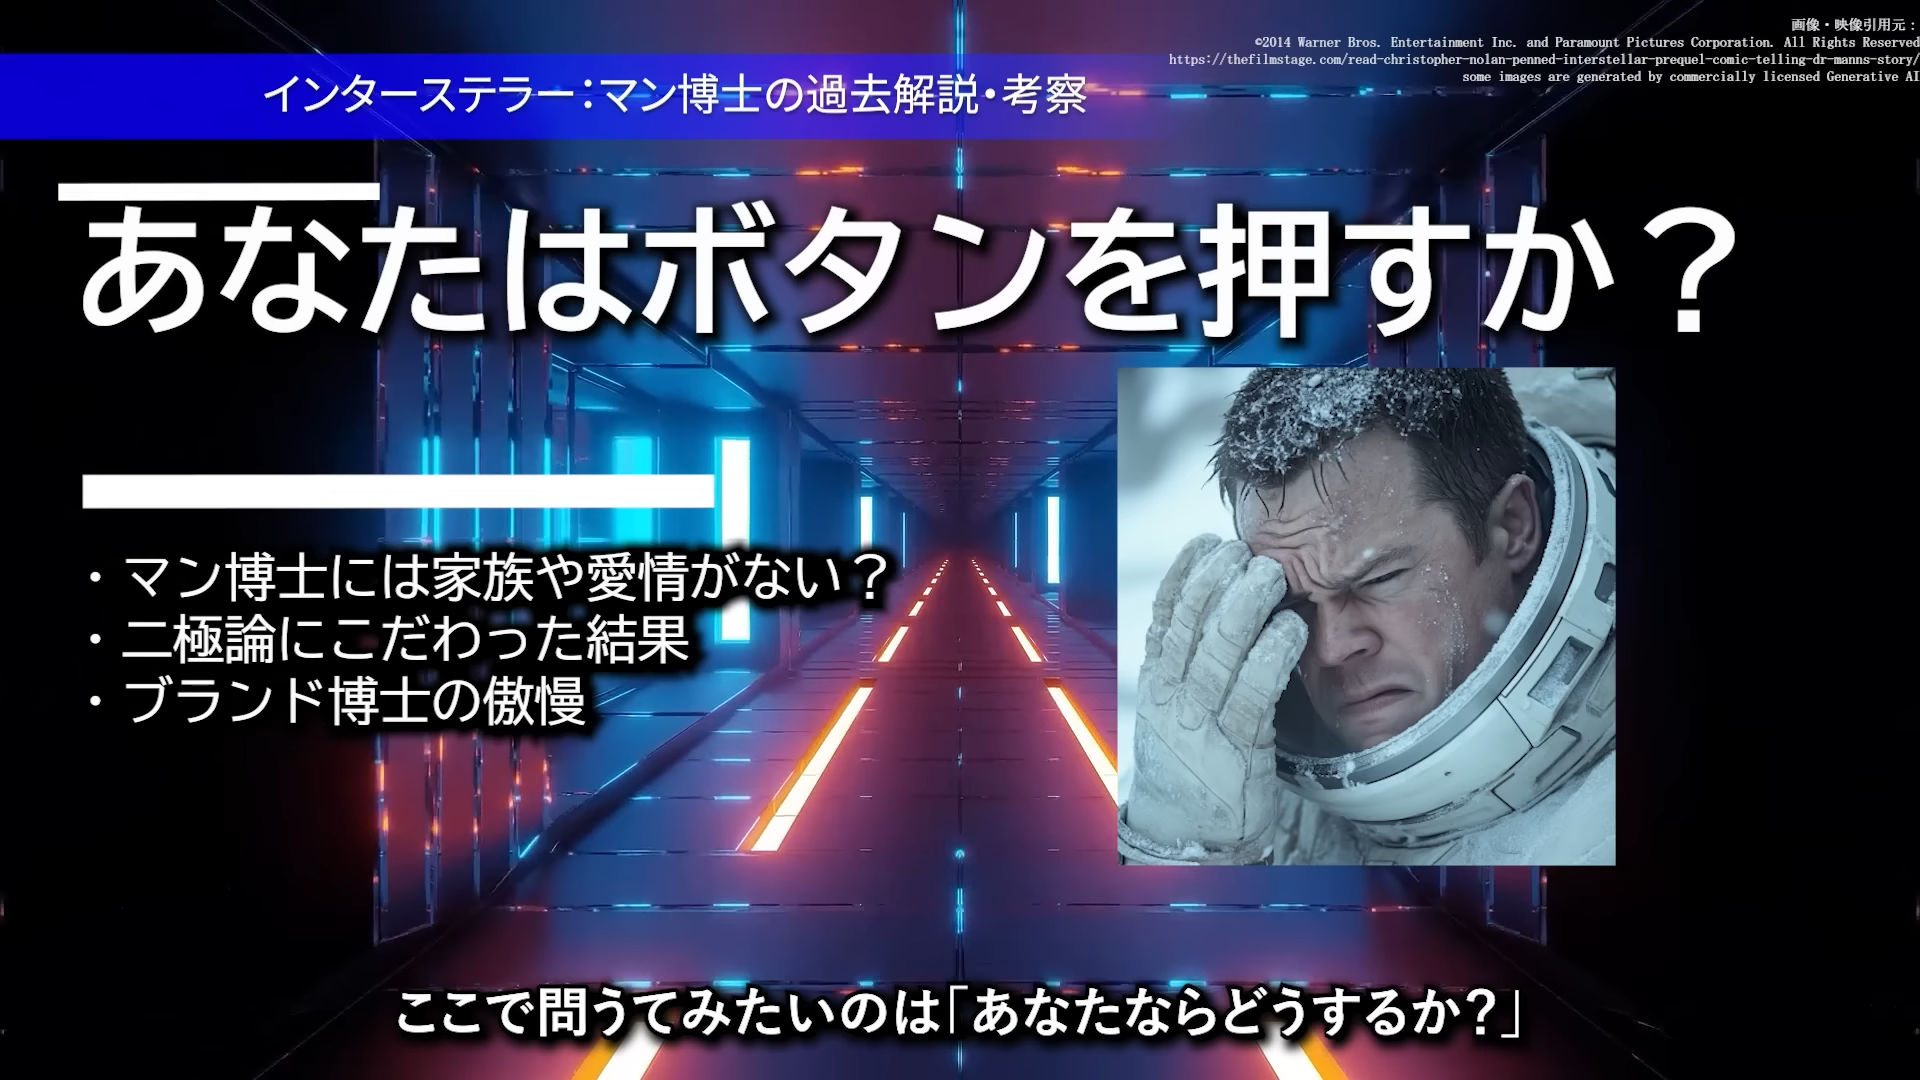 画像・映像引用元：
©2014 Warner Bros. Entertainment Inc. and Paramount Pictures Corporation. All Rights Reserved
https://thefilmstage.com/read-christopher-nolan-penned-interstellar-prequel-comic-telling-dr-manns-story/
some images are generated by commercially licensed Generative AI
インターステラー：マン博士の過去解説・考察
あなたはボタンを押すか？
・マン博士には家族や愛情がない？
・二極論にこだわった結果
・ブランド博士の傲慢
ここで問うてみたいのは「あなたならどうするか？」